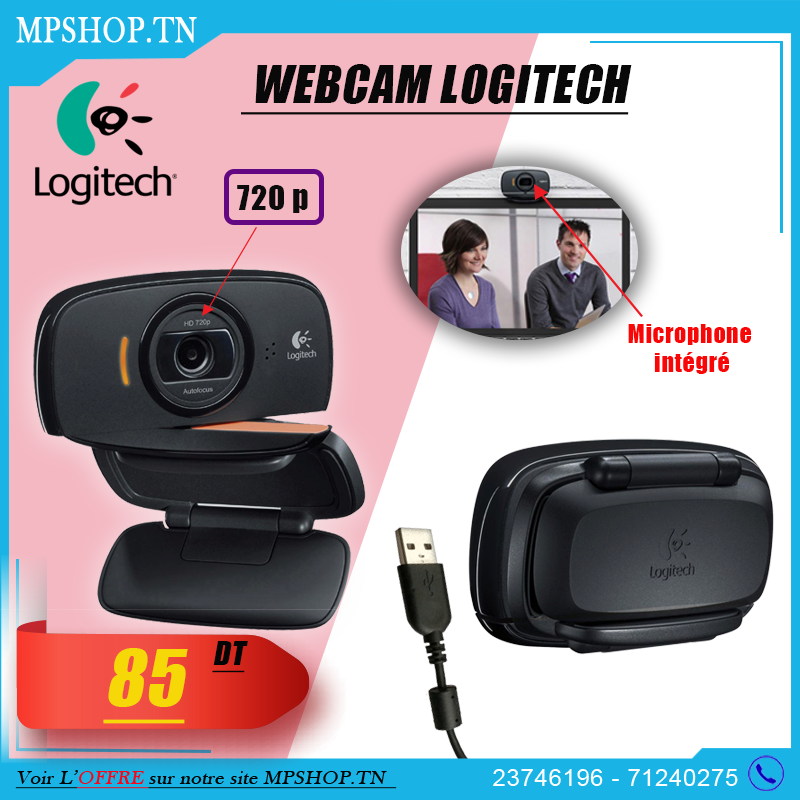 MPSHOP.TN
WEBCAM LOGITECH
Logitech
720 p
HD 720p
Logitech
Autofocus
Microphone
intégré
Logitech
85 DT
Voir L'OFFRE sur notre site MPSHOP.TN
23746196 - 71240275